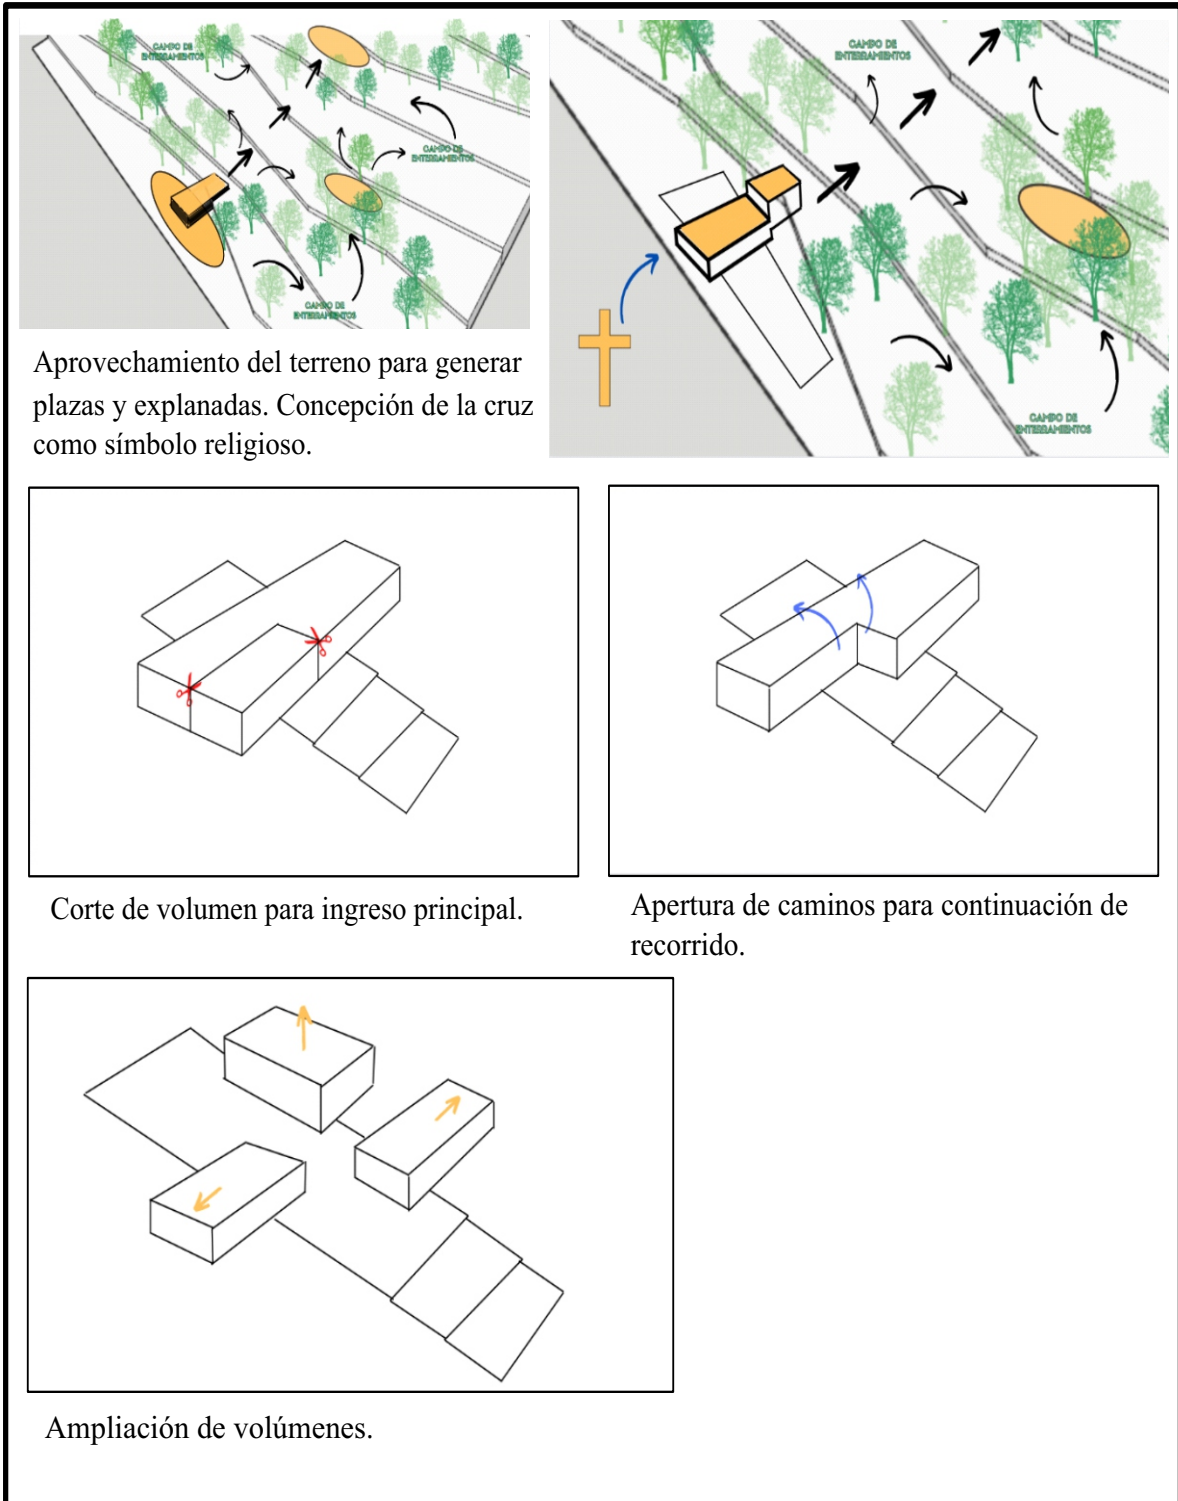 CAMPO DE
ENTERRAMIENTOS
CAMPO DE
ENTERRAMIENTOS
CAMPO DE
ENTERRAMIENTOS
CAMPO DE
ENTERRAMIENTOS
CAMPO DE
ENTERRAMIENTOS
Aprovechamiento del terreno para generar
plazas y explanadas. Concepción de la cruz
como símbolo religioso.
Corte de volumen para ingreso principal.
Apertura de caminos para continuación de
recorrido.
Ampliación de volúmenes.